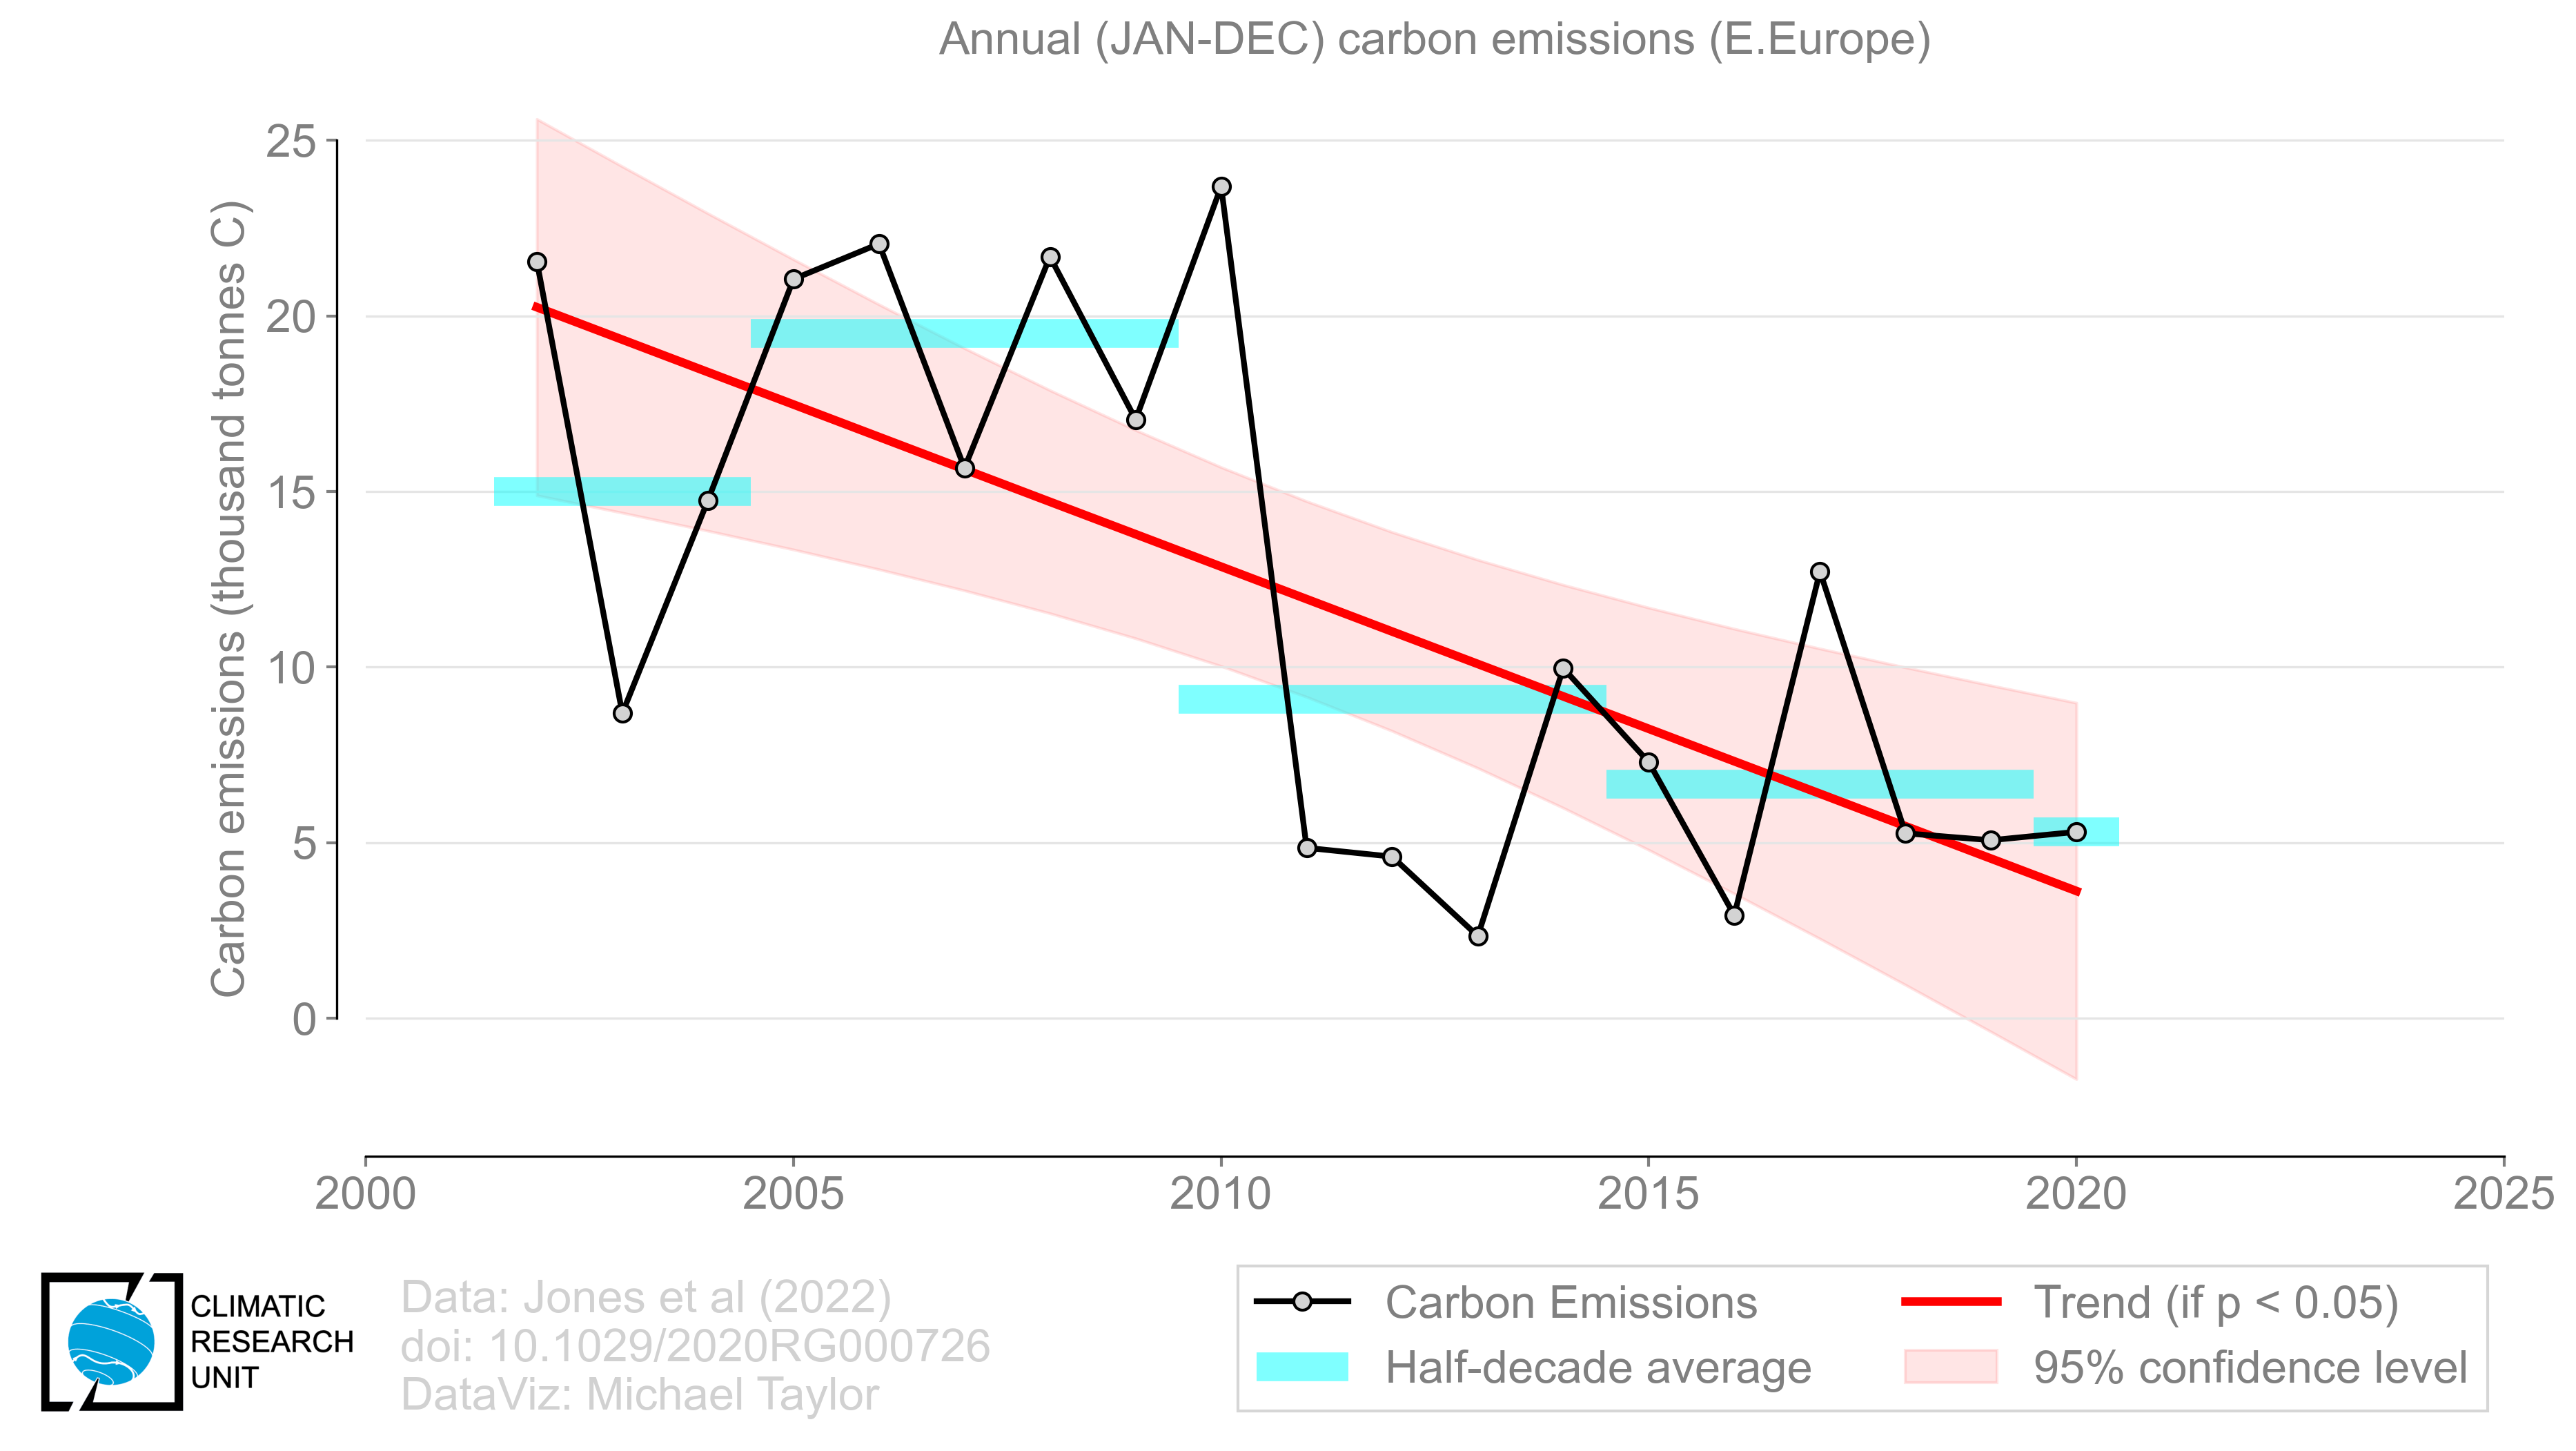 Annual (JAN-DEC) carbon emissions (E.Europe)
Carbon emissions (thousand tonnes C)
25
20
15
10
5
0
2000 2005 2010 2015 2020 2025
CLIMATIC
RESEARCH
UNIT
Data: Jones et al (2022)
doi: 10.1029/2020RG000726
DataViz: Michael Taylor
Carbon Emissions
Half-decade average
Trend (if p < 0.05)
95% confidence level